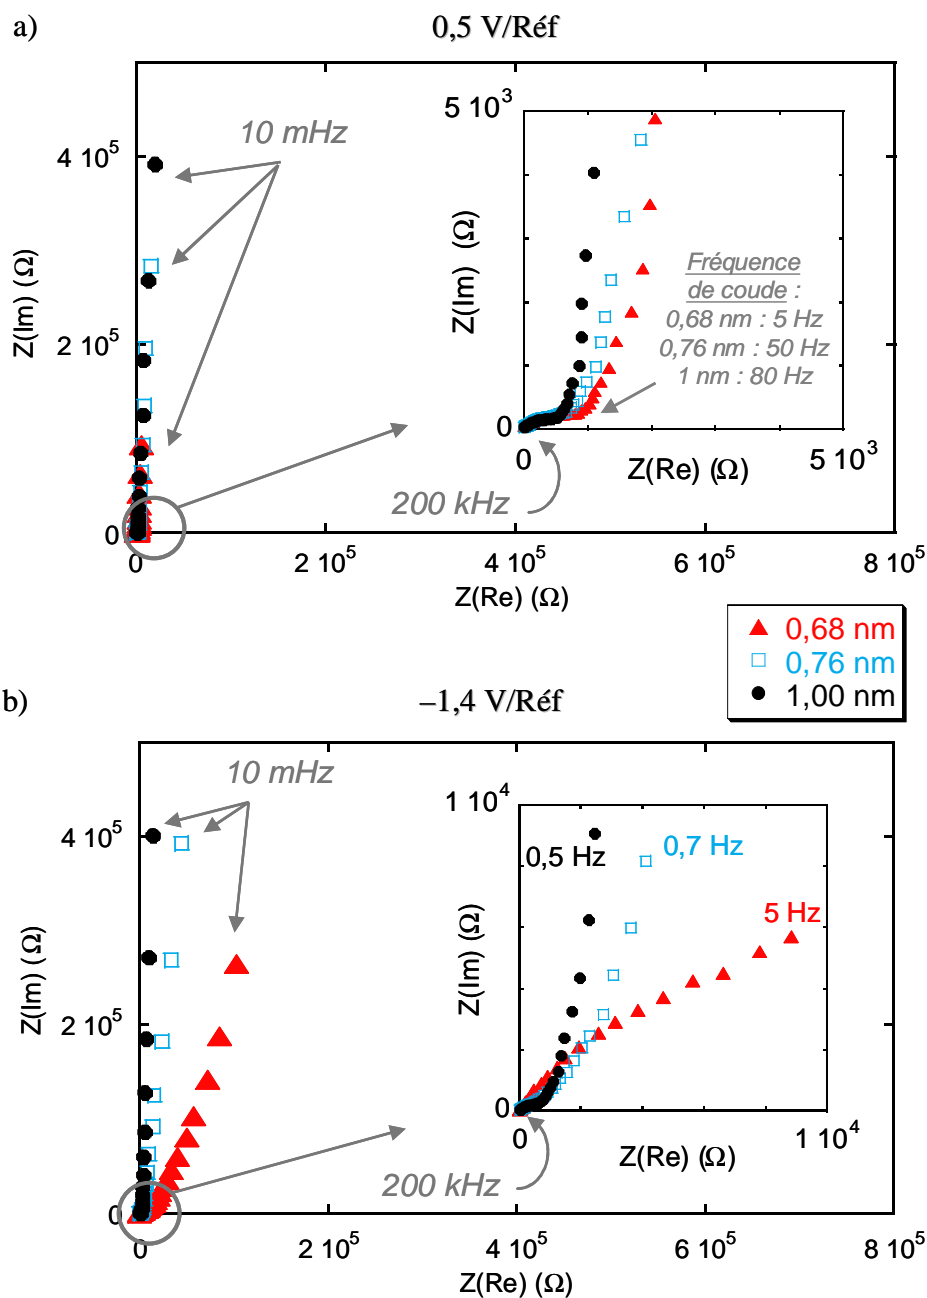 a)
0,5 V/Réf
4 10⁵
2 10⁵
0
Z(Im) (Ω)
10 mHz
5 10³
Z(Im) (Ω)
0
Fréquence
de coude :
0,68 nm : 5 Hz
0,76 nm : 50 Hz
1 nm : 80 Hz
0
Z(Re) (Ω)
5 10³
200 kHz
0
2 10⁵
4 10⁵
6 10⁵
8 10⁵
Z(Re) (Ω)
0,68 nm
0,76 nm
1,00 nm
b)
–1,4 V/Réf
4 10⁵
2 10⁵
0
Z(Im) (Ω)
10 mHz
1 10⁴
Z(Im) (Ω)
0
0,5 Hz
0,7 Hz
5 Hz
0
Z(Re) (Ω)
1 10⁴
200 kHz
0
2 10⁵
4 10⁵
6 10⁵
8 10⁵
Z(Re) (Ω)